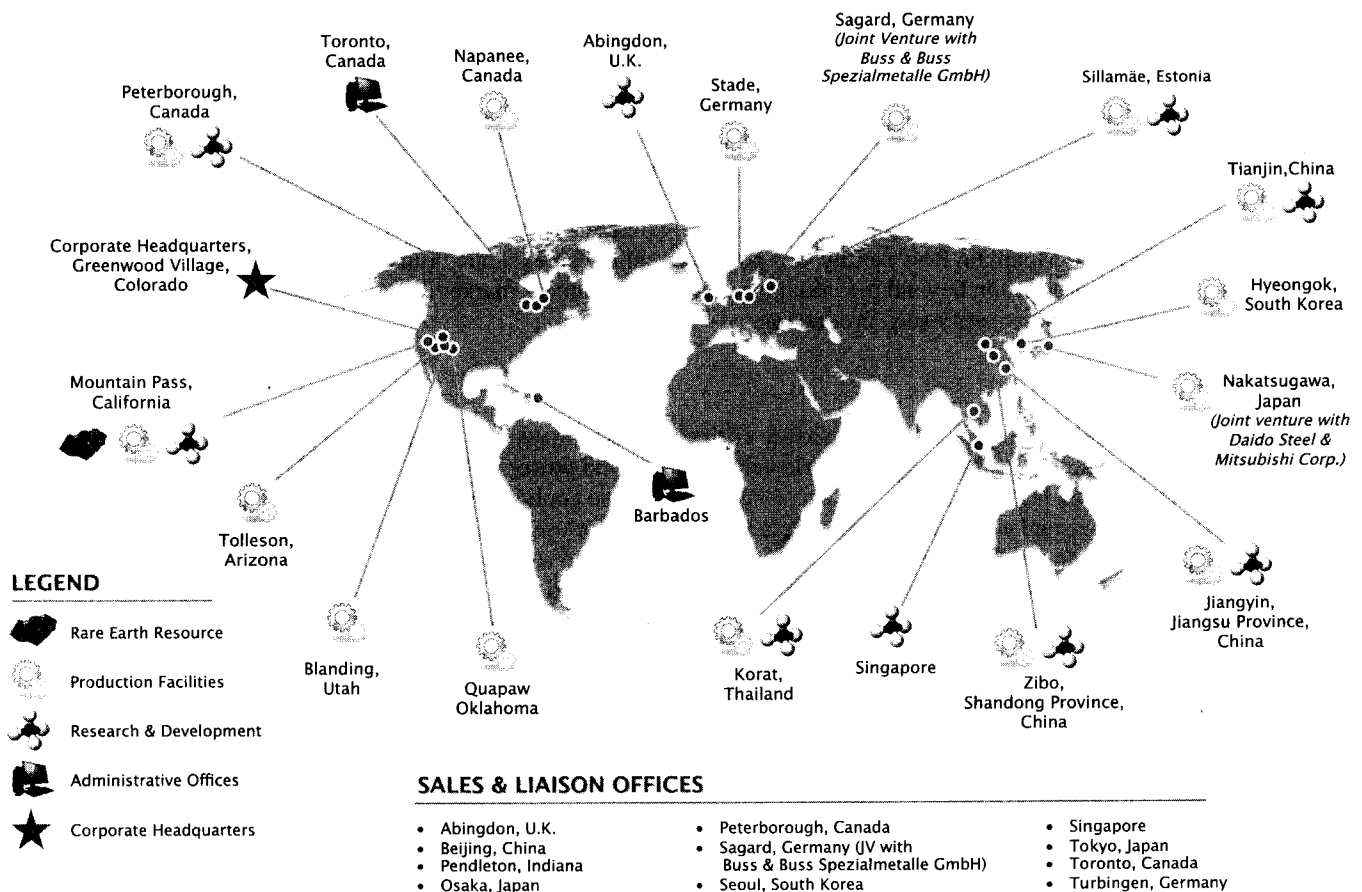 Sagard, Germany
(Joint Venture with
Buss & Buss
Spezialmetalle GmbH)
Toronto,
Canada
Napanee,
Canada
Abingdon,
U.K.
Stade,
Germany
Sillamäe, Estonia
Peterborough,
Canada
Tianjin,China
Corporate Headquarters,
Greenwood Village,
Colorado
Hyeongok,
South Korea
Mountain Pass,
California
Nakatsugawa,
Japan
(Joint venture with
Daido Steel &
Mitsubishi Corp.)
Barbados
Tolleson,
Arizona
Blanding,
Utah
Quapaw
Oklahoma
Korat,
Thailand
Singapore
Zibo,
Shandong Province,
China
Jiangyin,
Jiangsu Province,
China
LEGEND
Rare Earth Resource
Production Facilities
Research & Development
Administrative Offices
Corporate Headquarters
SALES & LIAISON OFFICES
• Abingdon, U.K.
• Beijing, China
• Pendleton, Indiana
• Osaka, Japan
• Peterborough, Canada
• Sagard, Germany (JV with
Buss & Buss Spezialmetalle GmbH)
• Seoul, South Korea
• Singapore
• Tokyo, Japan
• Toronto, Canada
• Turbingen, Germany